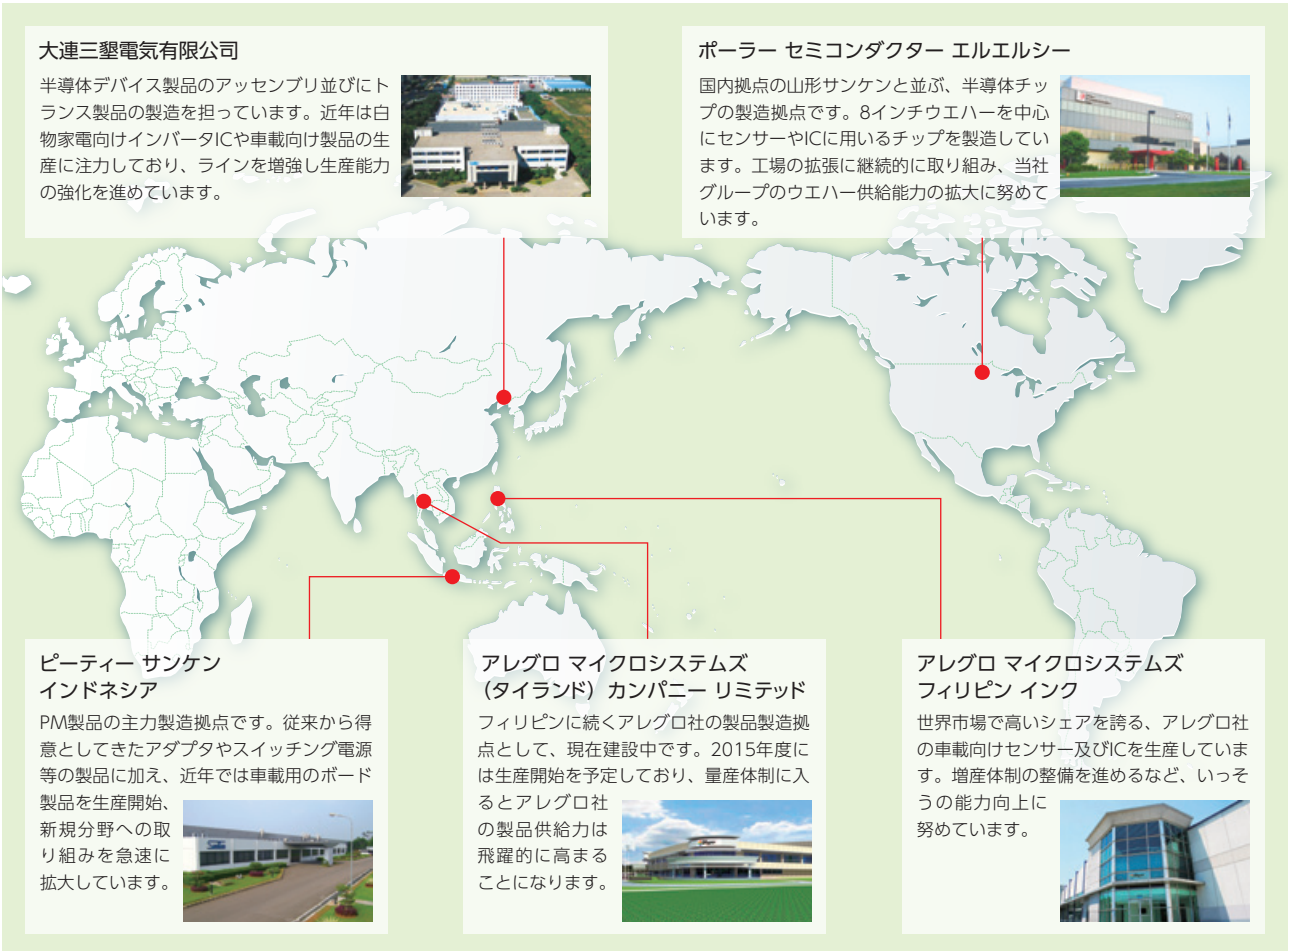 大連三墾電気有限公司
半導体デバイス製品のアッセンブリ並びにト
ランス製品の製造を担っています。近年は白
物家電向けインバータICや車載向け製品の生
産に注力しており、ラインを増強し生産能力
の強化を進めています。
ポーラー セミコンダクター エルエルシー
国内拠点の山形サンケンと並ぶ、半導体チッ
プの製造拠点です。8インチウエハーを中心
にセンサーやICに用いるチップを製造してい
ます。工場の拡張に継続的に取り組み、当社
グループのウエハー供給能力の拡大に努めて
います。
ピーティー サンケン
インドネシア
PM製品の主力製造拠点です。従来から得
意としてきたアダプタやスイッチング電源
等の製品に加え、近年では車載用のボード
製品を生産開始、
新規分野への取
り組みを急速に
拡大しています。
アレグロ マイクロシステムズ
（タイランド）カンパニー リミテッド
フィリピンに続くアレグロ社の製品製造拠
点として、現在建設中です。2015年度に
は生産開始を予定しており、量産体制に入
るとアレグロ社
の製品供給力は
飛躍的に高まる
ことになります。
アレグロ マイクロシステムズ
フィリピン インク
世界市場で高いシェアを誇る、アレグロ社
の車載向けセンサー及びICを生産していま
す。増産体制の整備を進めるなど、いっそ
うの能力向上に
努めています。